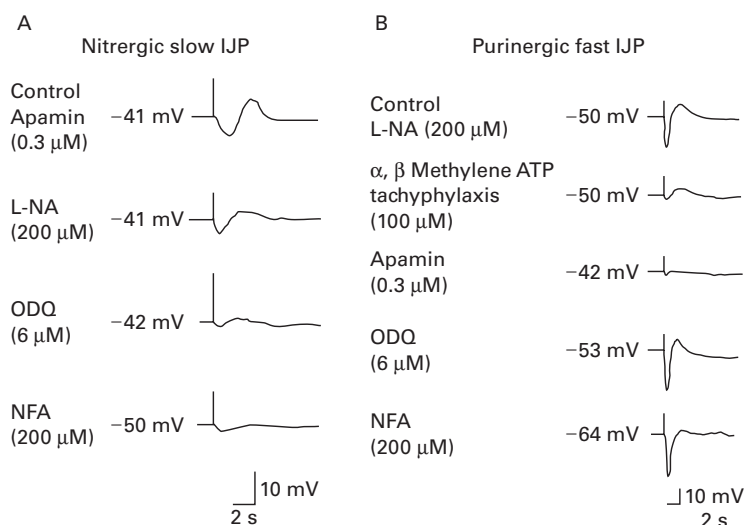 A
Nitrergic slow IJP
Control
Apamin
(0.3 μM)
−41 mV
L-NA
(200 μM)
−41 mV
ODQ
(6 μM)
−42 mV
NFA
(200 μM)
−50 mV
10 mV
2 s
B
Purinergic fast IJP
Control
L-NA (200 μM)
−50 mV
α, β Methylene ATP
tachyphylaxis
(100 μM)
−50 mV
Apamin
(0.3 μM)
−42 mV
ODQ
(6 μM)
−53 mV
NFA
(200 μM)
−64 mV
10 mV
2 s